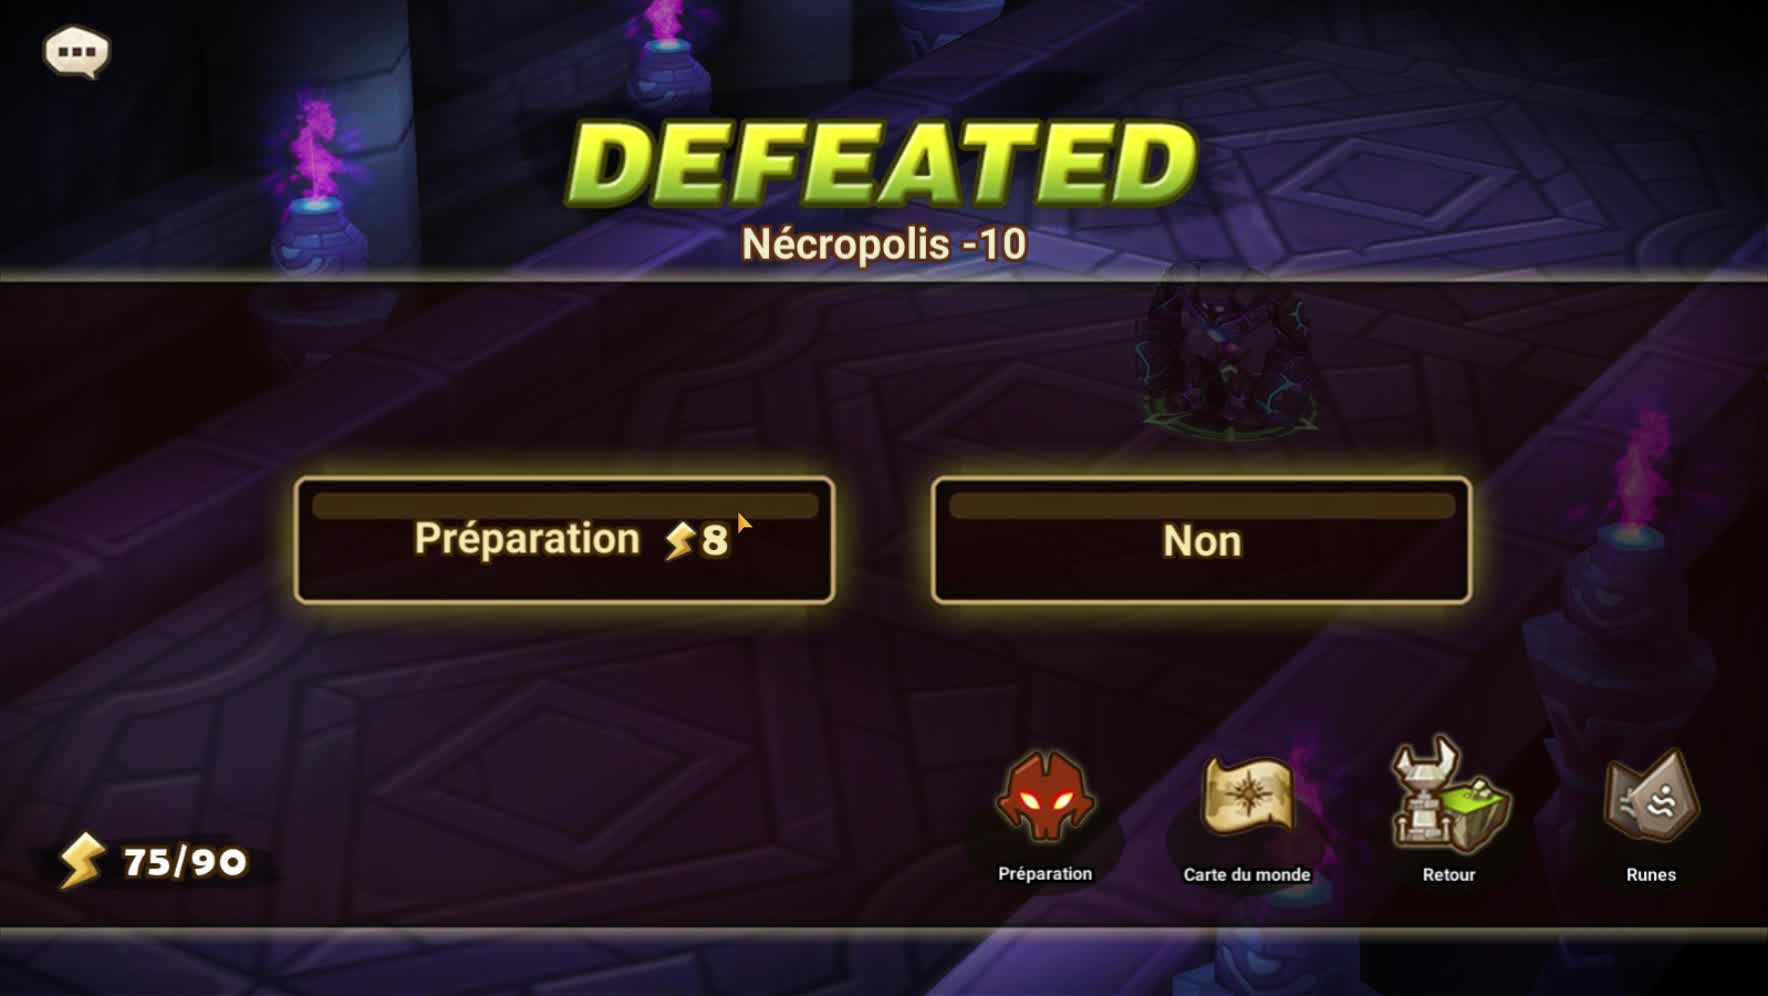 DEFEATED
Nécropolis -10
Préparation 8
Non
75/90
Préparation
Carte du monde
Retour
Runes